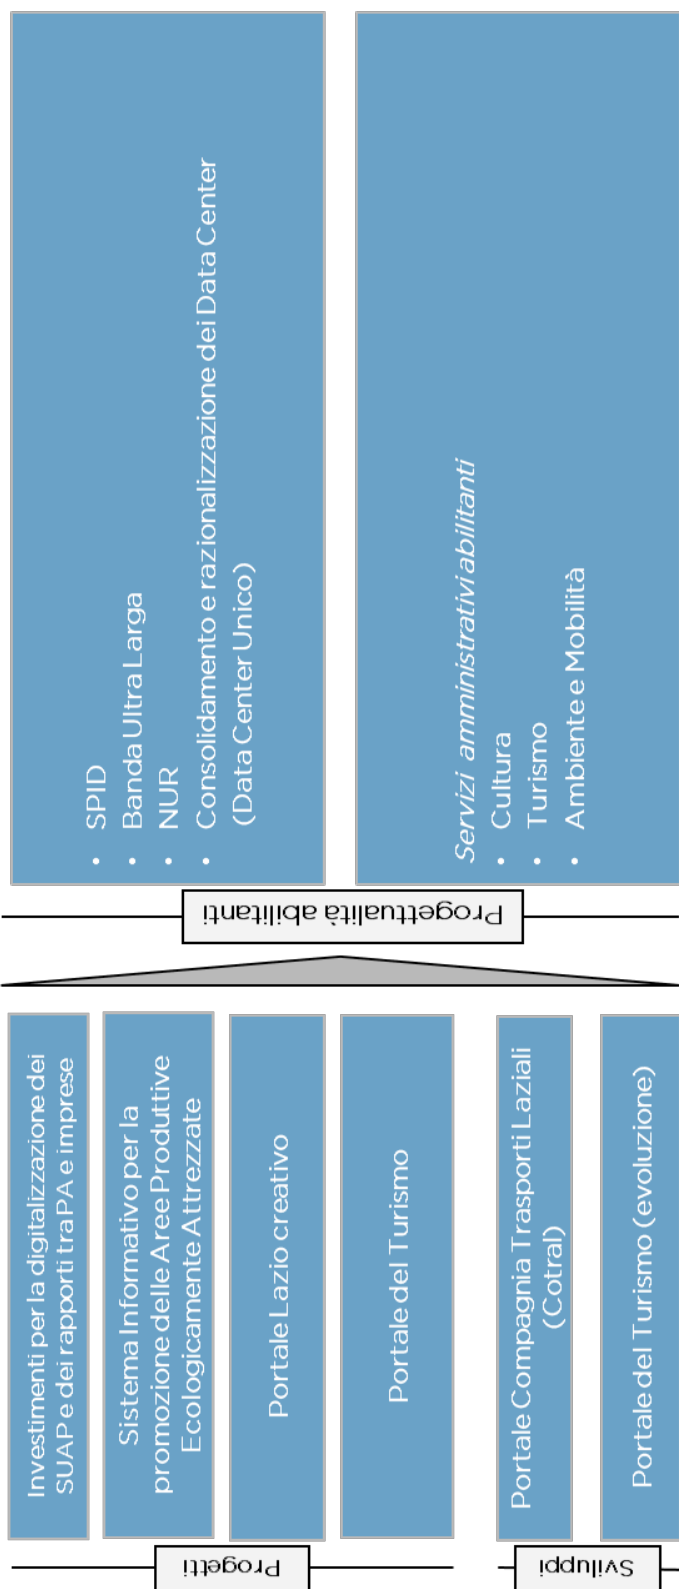 Progetti
Investimenti per la digitalizzazione dei
SUAP e dei rapporti tra PA e imprese
Sistema Informativo per la
promozione delle Aree Produttive
Ecologicamente Attrezzate
Portale Lazio creativo
Portale del Turismo
Sviluppi
Portale Compagnia Trasporti Laziali
(Cotral)
Portale del Turismo (evoluzione)
Progettualità abilitanti
• SPID
• Banda Ultra Larga
• NUR
• Consolidamento e razionalizzazione dei Data Center
(Data Center Unico)
Servizi amministrativi abilitanti
• Cultura
• Turismo
• Ambiente e Mobilità